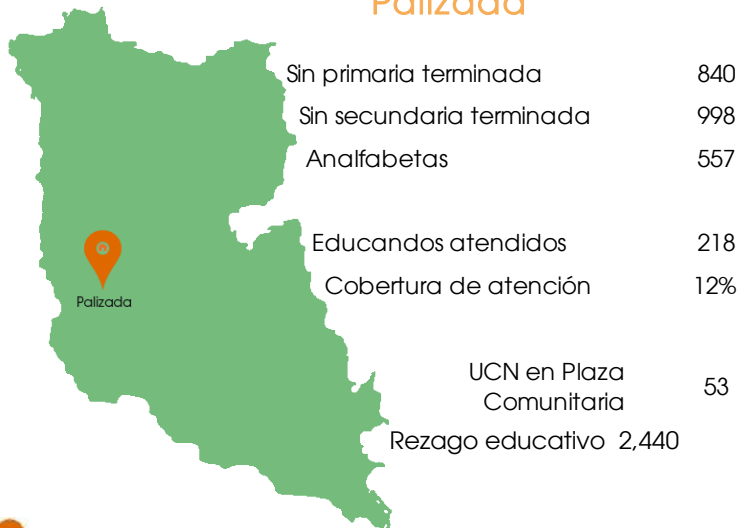 Palizada
Sin primaria terminada 840
Sin secundaria terminada 998
Analfabetas 557
Educandos atendidos 218
Cobertura de atención 12%
Palizada
UCN en Plaza
Comunitaria 53
Rezago educativo 2,440